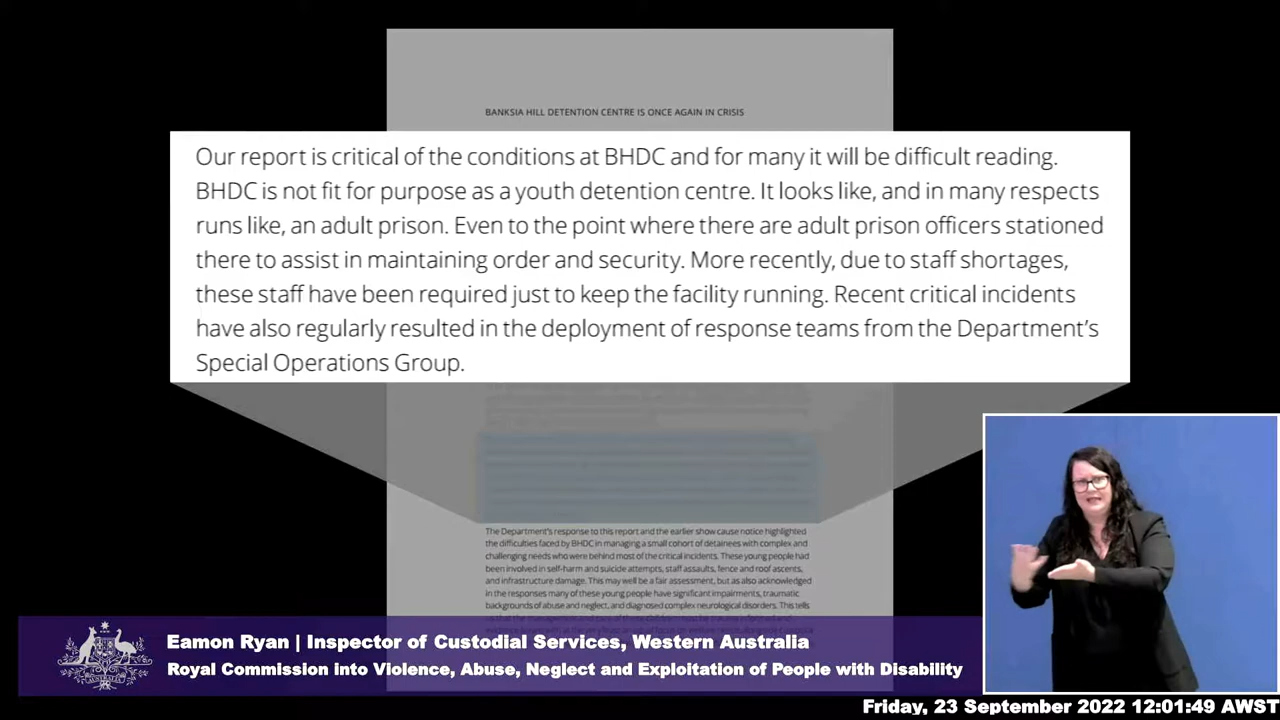 BANKSIA HILL DETENTION CENTRE IS ONCE AGAIN IN CRISIS
Our report is critical of the conditions at BHDC and for many it will be difficult reading.
BHDC is not fit for purpose as a youth detention centre. It looks like, and in many respects
runs like, an adult prison. Even to the point where there are adult prison officers stationed
there to assist in maintaining order and security. More recently, due to staff shortages,
these staff have been required just to keep the facility running. Recent critical incidents
have also regularly resulted in the deployment of response teams from the Department’s
Special Operations Group.
The Department's response to this report and the earlier show cause notice highlighted
the difficulties faced by BHDC in managing a small cohort of detainees with complex and
challenging needs who were behind most of the critical incidents. These young people had
been involved in self-harm and suicide attempts, staff assaults, fence and roof ascents,
and infrastructure damage. This may well be a fair assessment, but as also acknowledged
in the responses many of these young people have significant impairments, traumatic
backgrounds of abuse and neglect, and diagnosed complex neurological disorders. This tells
Eamon Ryan | Inspector of Custodial Services, Western Australia
Royal Commission into Violence, Abuse, Neglect and Exploitation of People with Disability
Friday, 23 September 2022 12:01:49 AWST